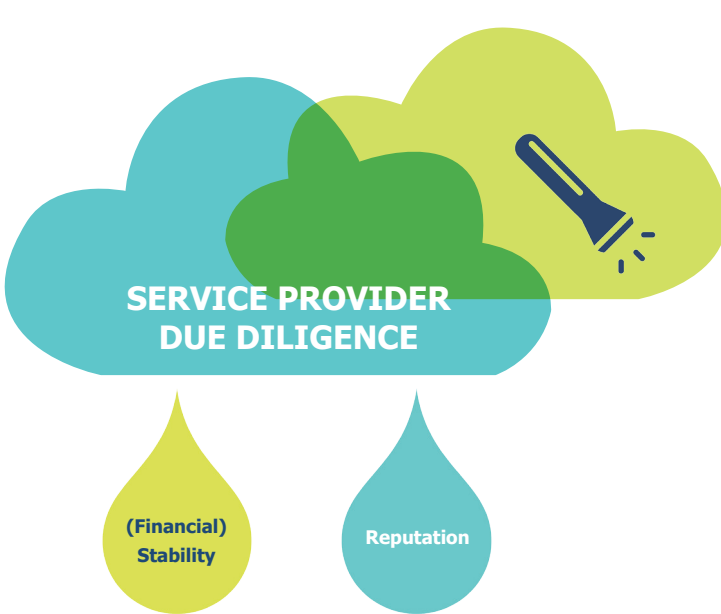 SERVICE PROVIDER
DUE DILIGENCE
(Financial)
Stability
Reputation